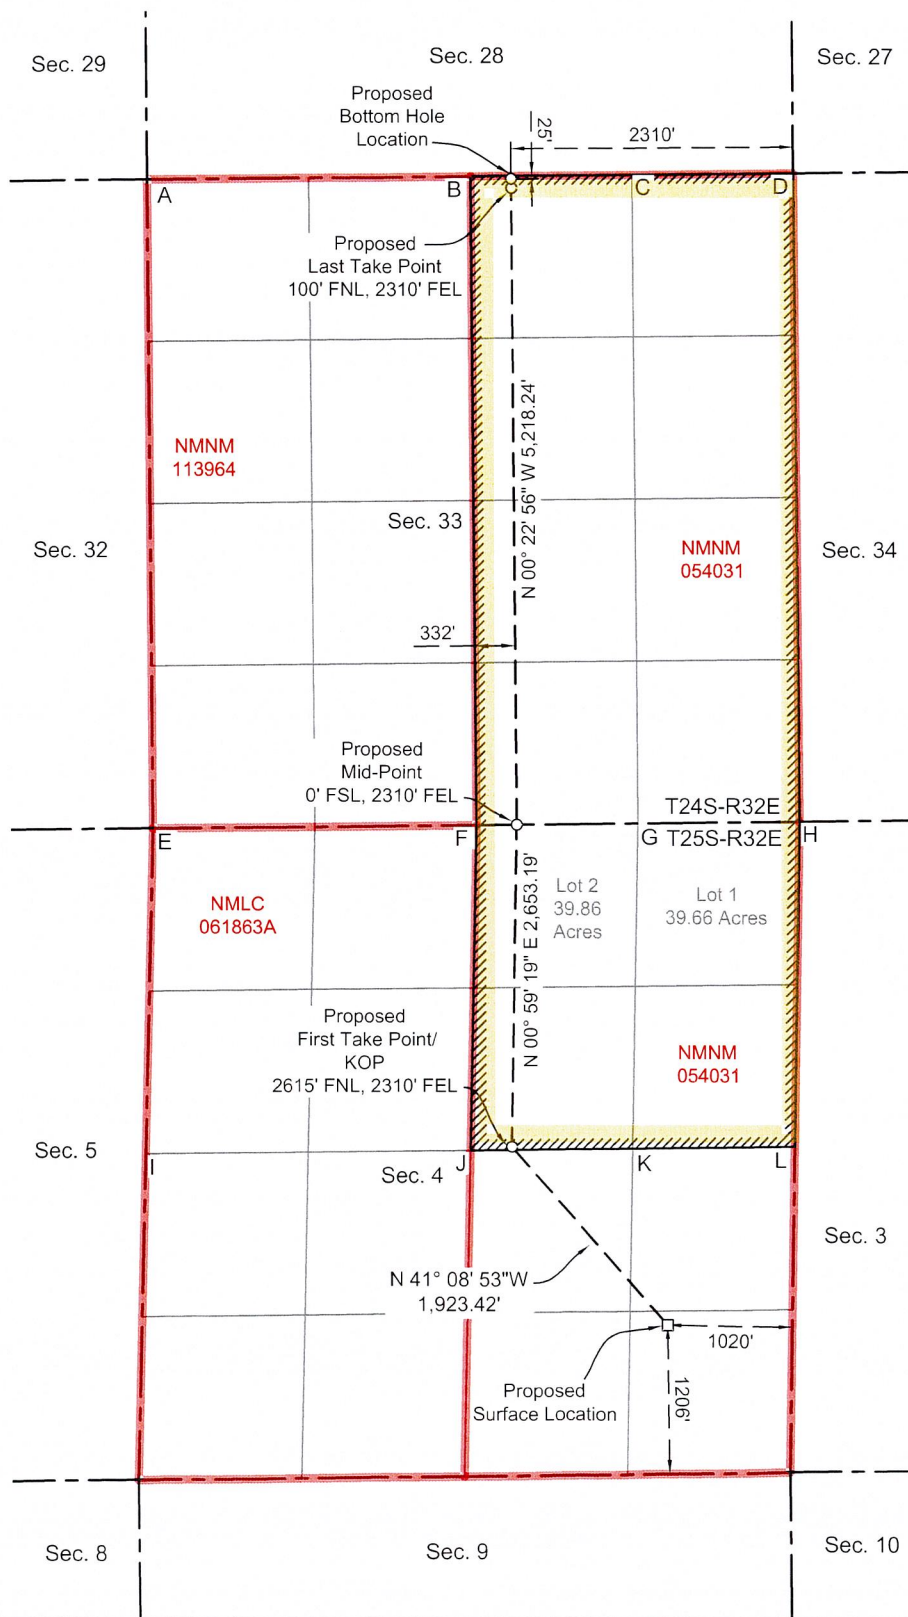 Sec. 29
Sec. 28
Sec. 27
Proposed
Bottom Hole
Location
25'
2310'
A
B
C
D
Proposed
Last Take Point
100' FNL, 2310' FEL
N 00° 22' 56" W 5,218.24'
NMNM
113964
Sec. 33
Sec. 32
NMNM
054031
Sec. 34
332'
Proposed
Mid-Point
0' FSL, 2310' FEL
T24S-R32E
E
F
G
T25S-R32E
H
Lot 2
39.86
Acres
Lot 1
39.66 Acres
NMLC
061863A
N 00° 59' 19" E 2,653.19'
Proposed
First Take Point/
KOP
2615' FNL, 2310' FEL
NMNM
054031
Sec. 5
I
J
K
L
Sec. 4
Sec. 3
N 41° 08' 53"W
1,923.42'
1020'
Proposed
Surface Location
1206'
Sec. 8
Sec. 9
Sec. 10